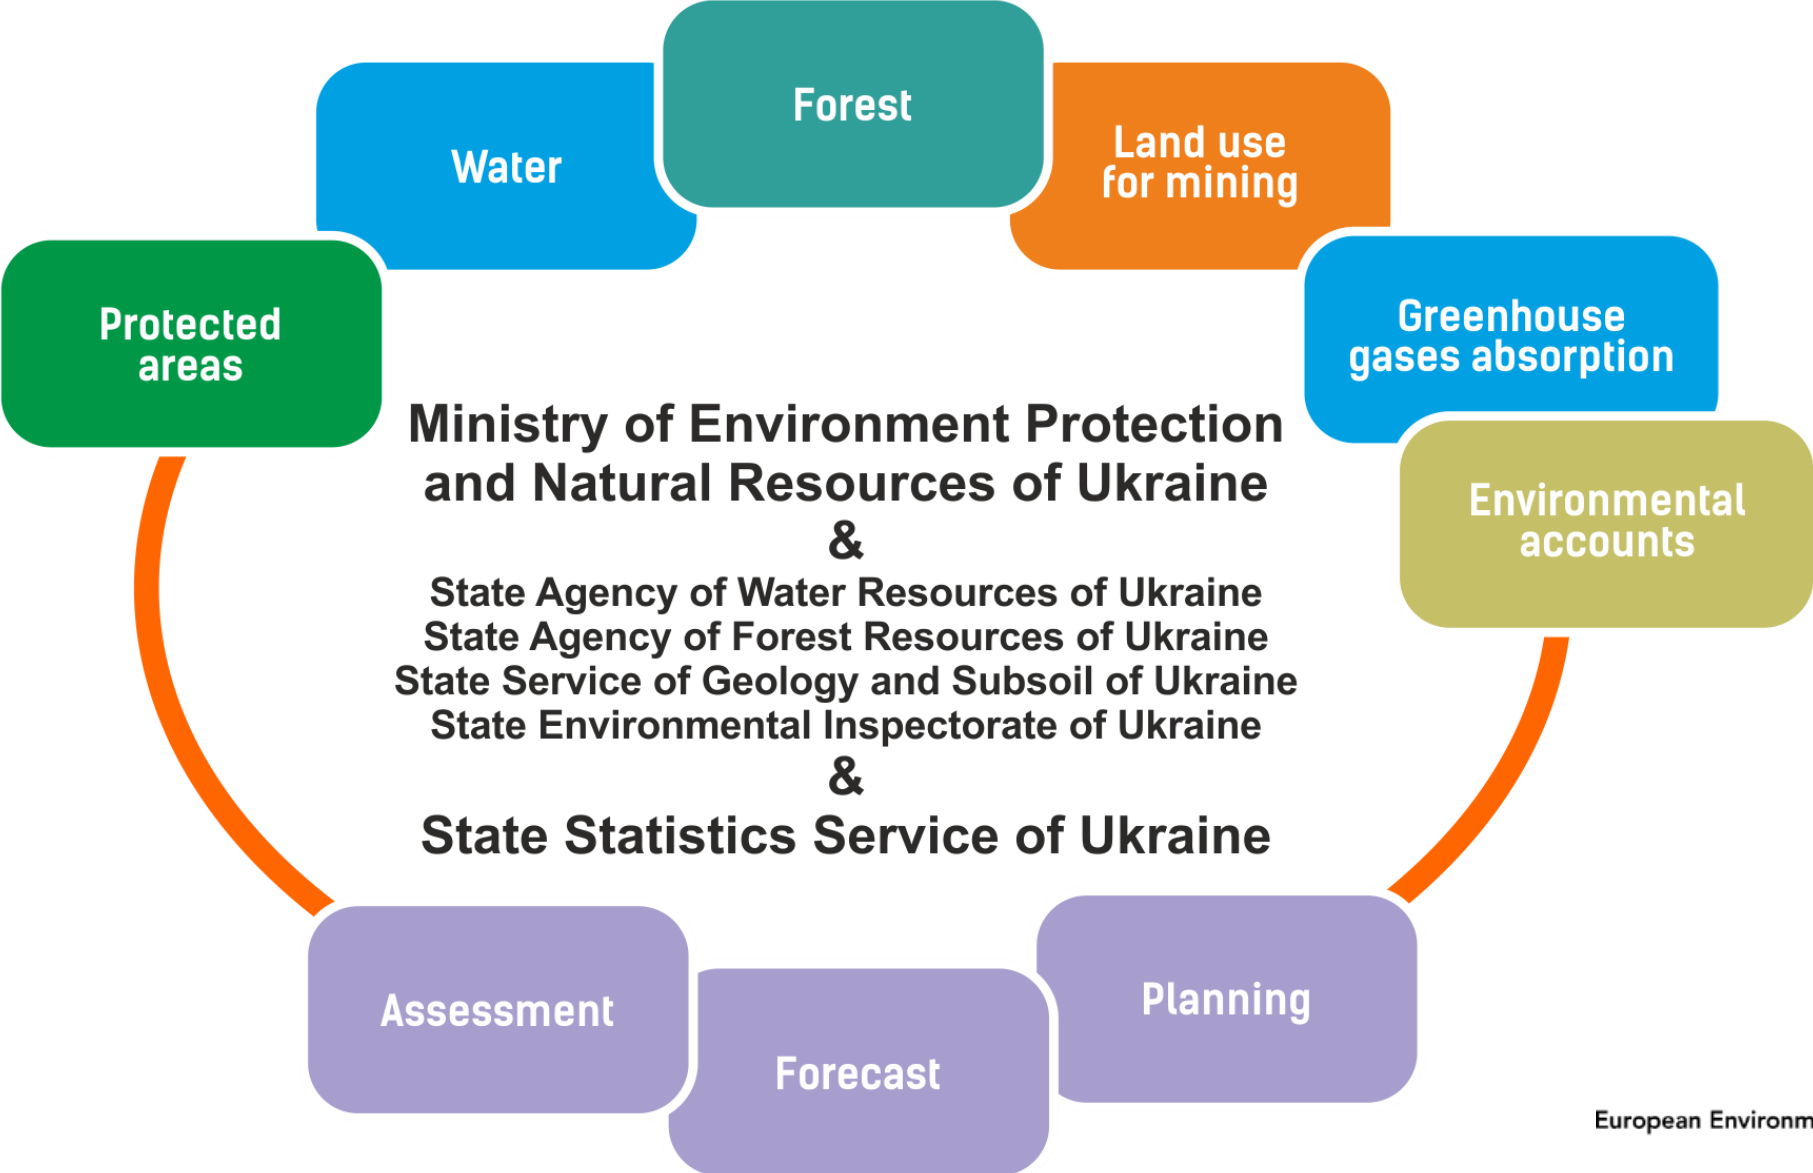 Forest
Water
Land use
for mining
Protected
areas
Greenhouse
gases absorption
Ministry of Environment Protection
and Natural Resources of Ukraine
&
State Agency of Water Resources of Ukraine
State Agency of Forest Resources of Ukraine
State Service of Geology and Subsoil of Ukraine
State Environmental Inspectorate of Ukraine
&
State Statistics Service of Ukraine
Environmental
accounts
Assessment
Forecast
Planning
European